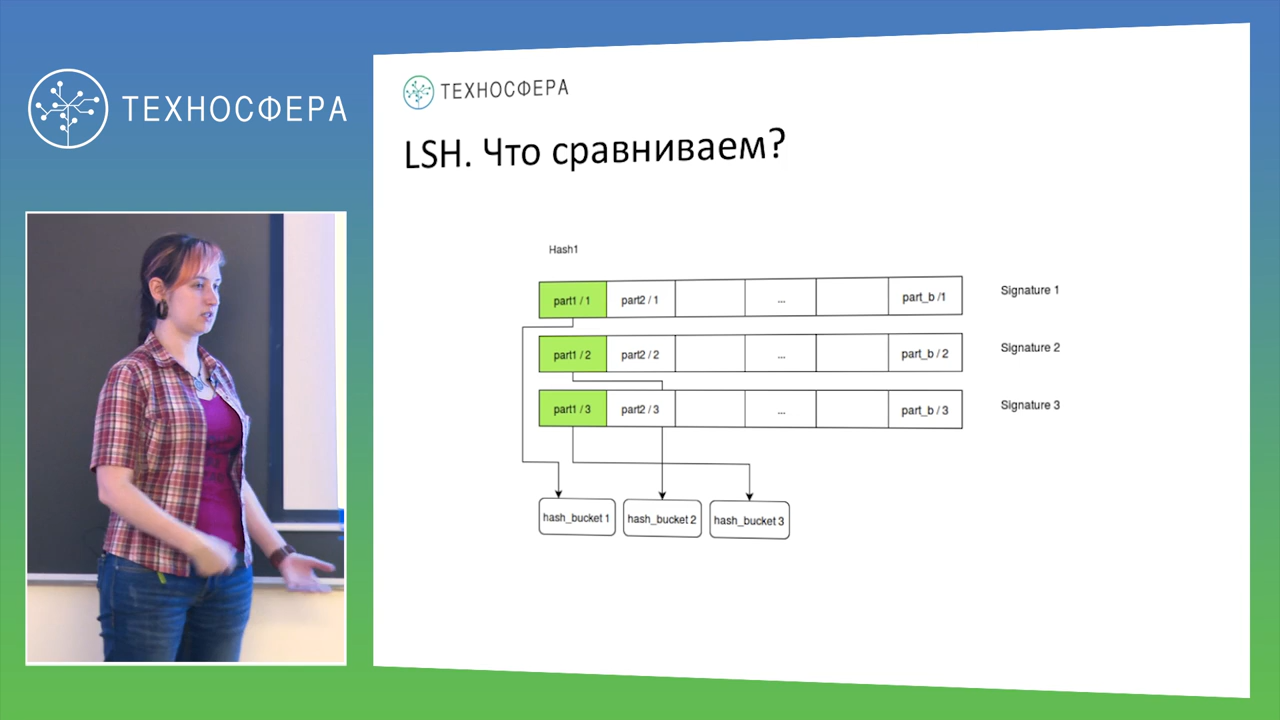 ТЕХНОСФЕРА
ТЕХНОСФЕРА
LSH. Что сравниваем?
Hash1
part1 / 1 part2 / 1 ... part_b /1 Signature 1
part1 / 2 part2 / 2 ... part_b / 2 Signature 2
part1 / 3 part2 / 3 ... part_b / 3 Signature 3
hash_bucket 1 hash_bucket 2 hash_bucket 3